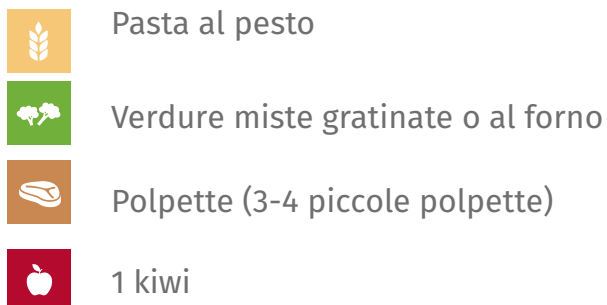 Pasta al pesto
Verdure miste gratinate o al forno
Polpette (3-4 piccole polpette)
1 kiwi